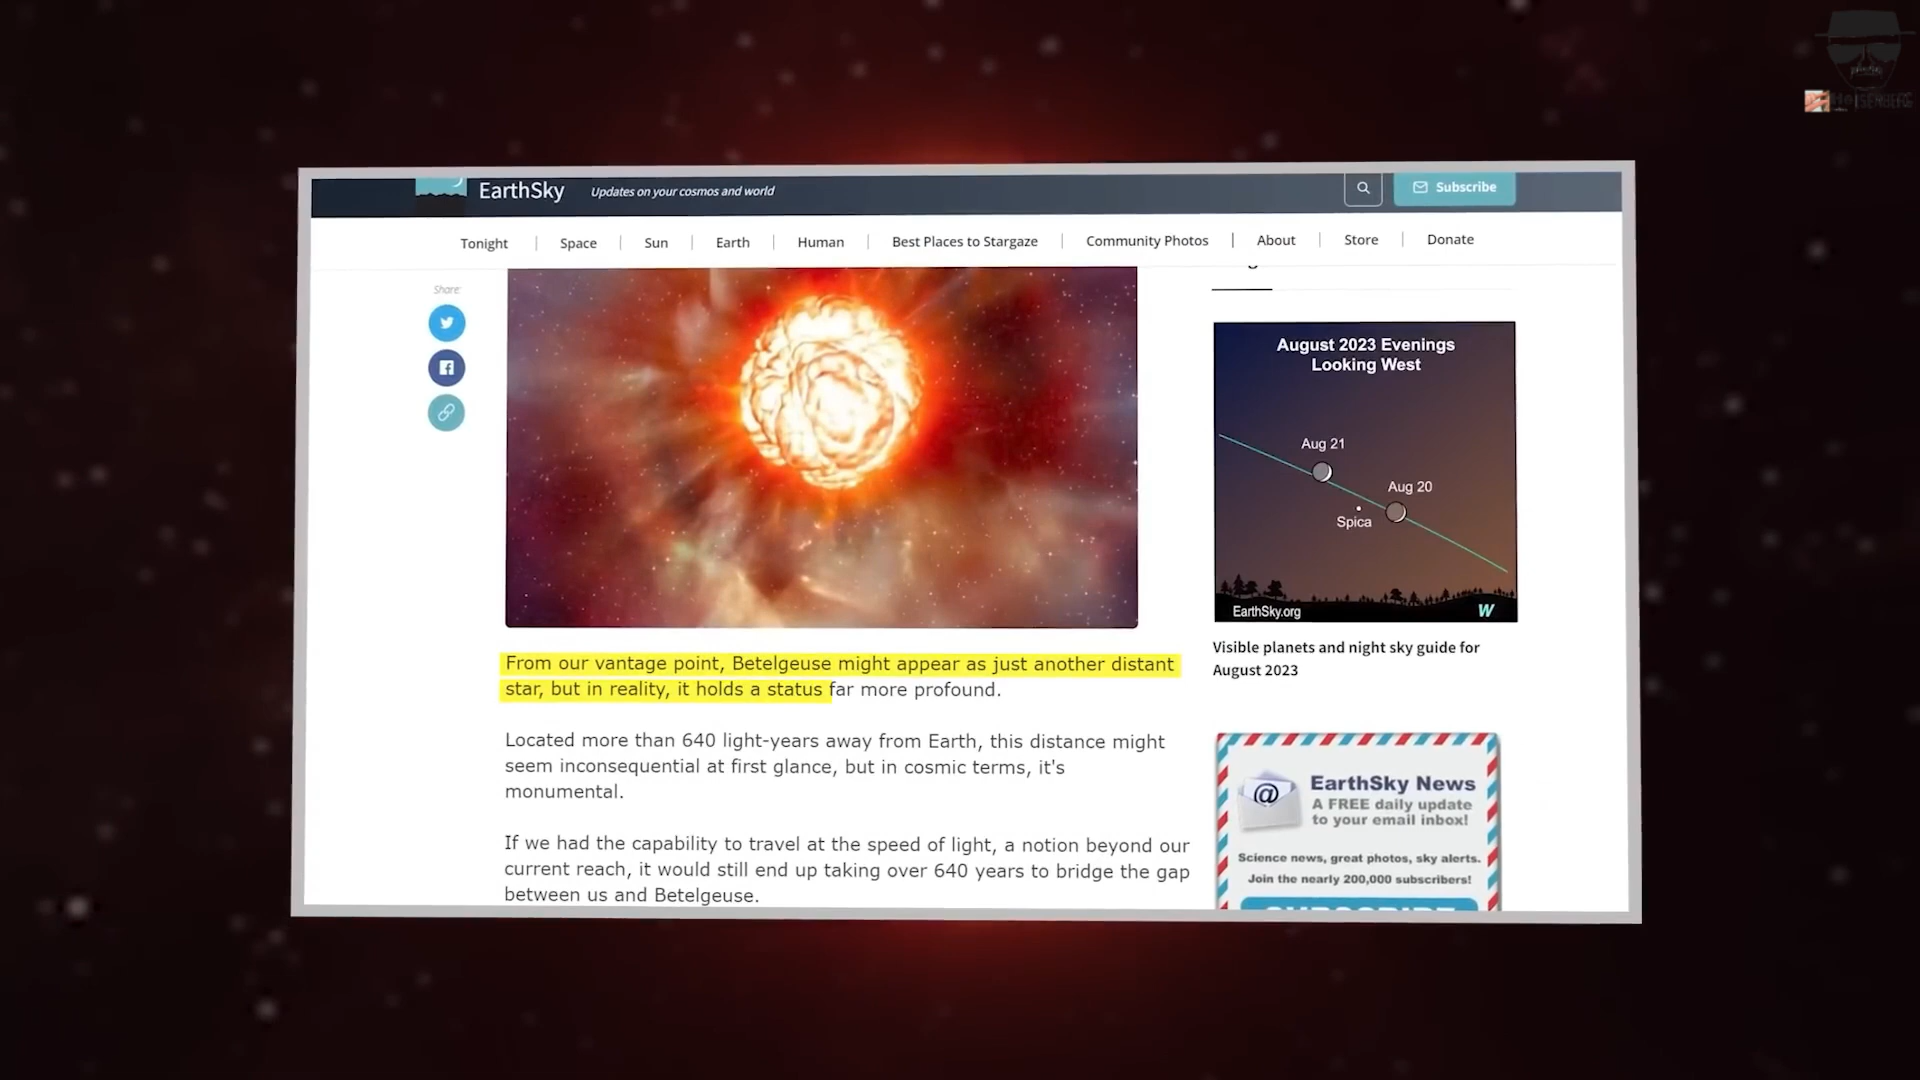 EarthSky
Updates on your cosmos and world
Subscribe
Tonight
Space
Sun
Earth
Human
Best Places to Stargaze
Community Photos
About
Store
Donate
Share:
August 2023 Evenings
Looking West
Aug 21
Aug 20
Spica
EarthSky.org
Visible planets and night sky guide for
August 2023
From our vantage point, Betelgeuse might appear as just another distant
star, but in reality, it holds a status far more profound.
Located more than 640 light-years away from Earth, this distance might
seem inconsequential at first glance, but in cosmic terms, it's
monumental.
If we had the capability to travel at the speed of light, a notion beyond our
current reach, it would still end up taking over 640 years to bridge the gap
between us and Betelgeuse.
@
EarthSky News
A FREE daily update
to your email inbox!
Science news, great photos, sky alerts.
Join the nearly 200,000 subscribers!